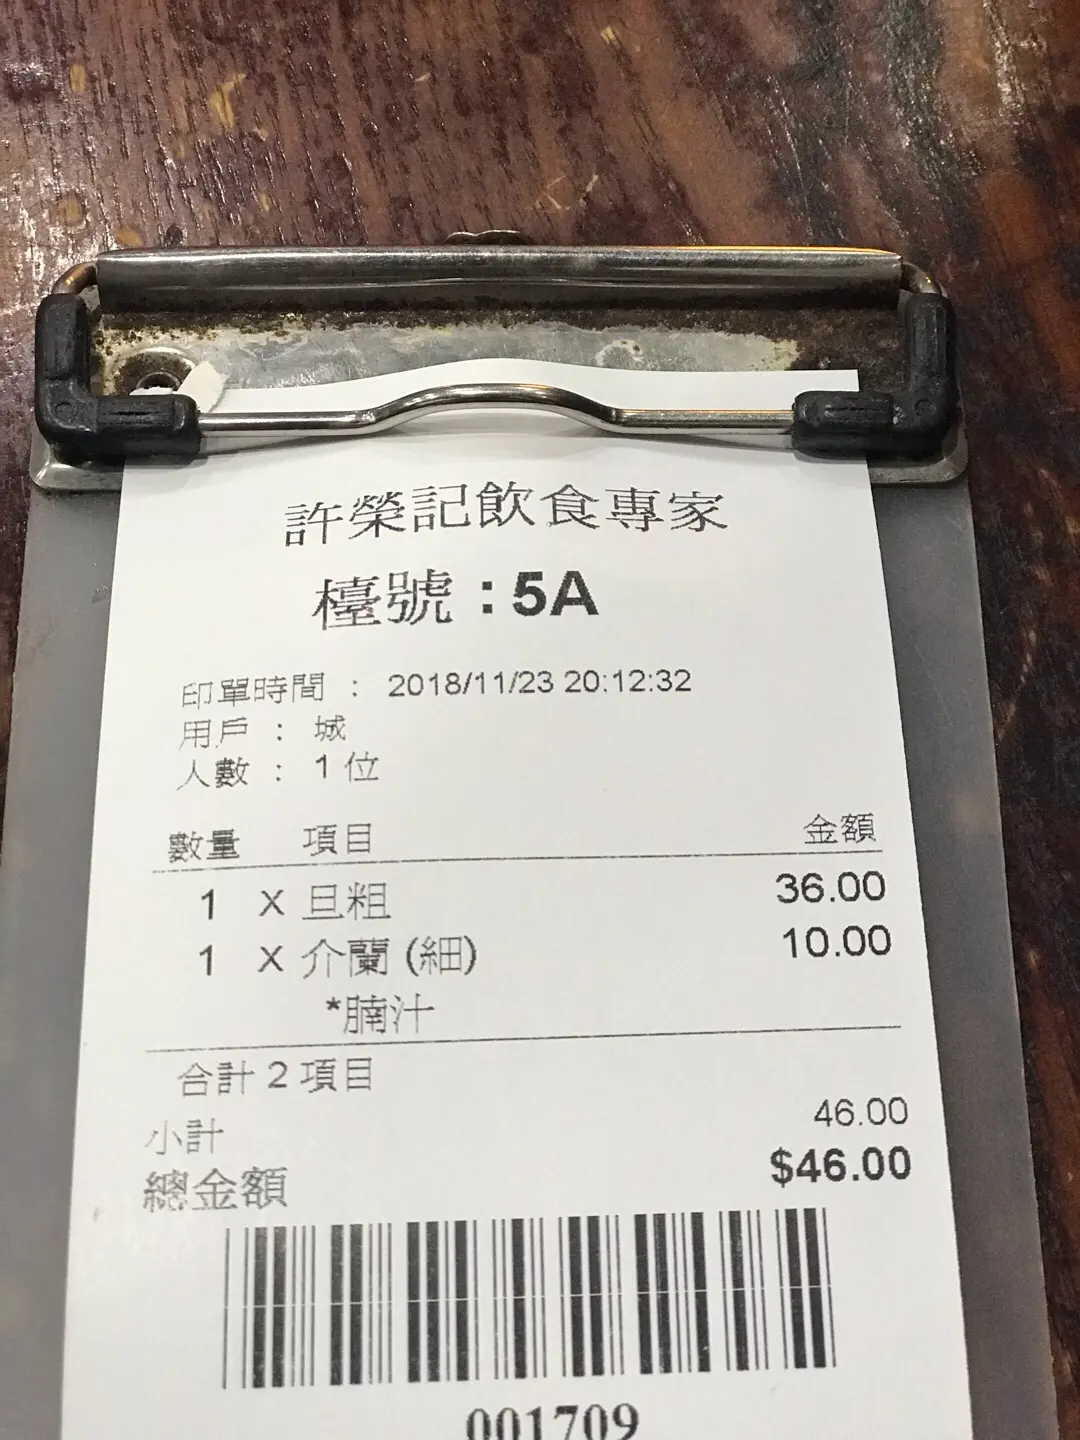 許榮記飲食專家
檯號 : 5A
印單時間 : 2018/11/23 20:12:32
用戶 : 城
人數 : 1 位
數量 項目 金額
1 X 旦粗 36.00
1 X 介蘭 (細) 10.00
*腩汁
合計 2 項目
小計 46.00
總金額 $46.00
001709